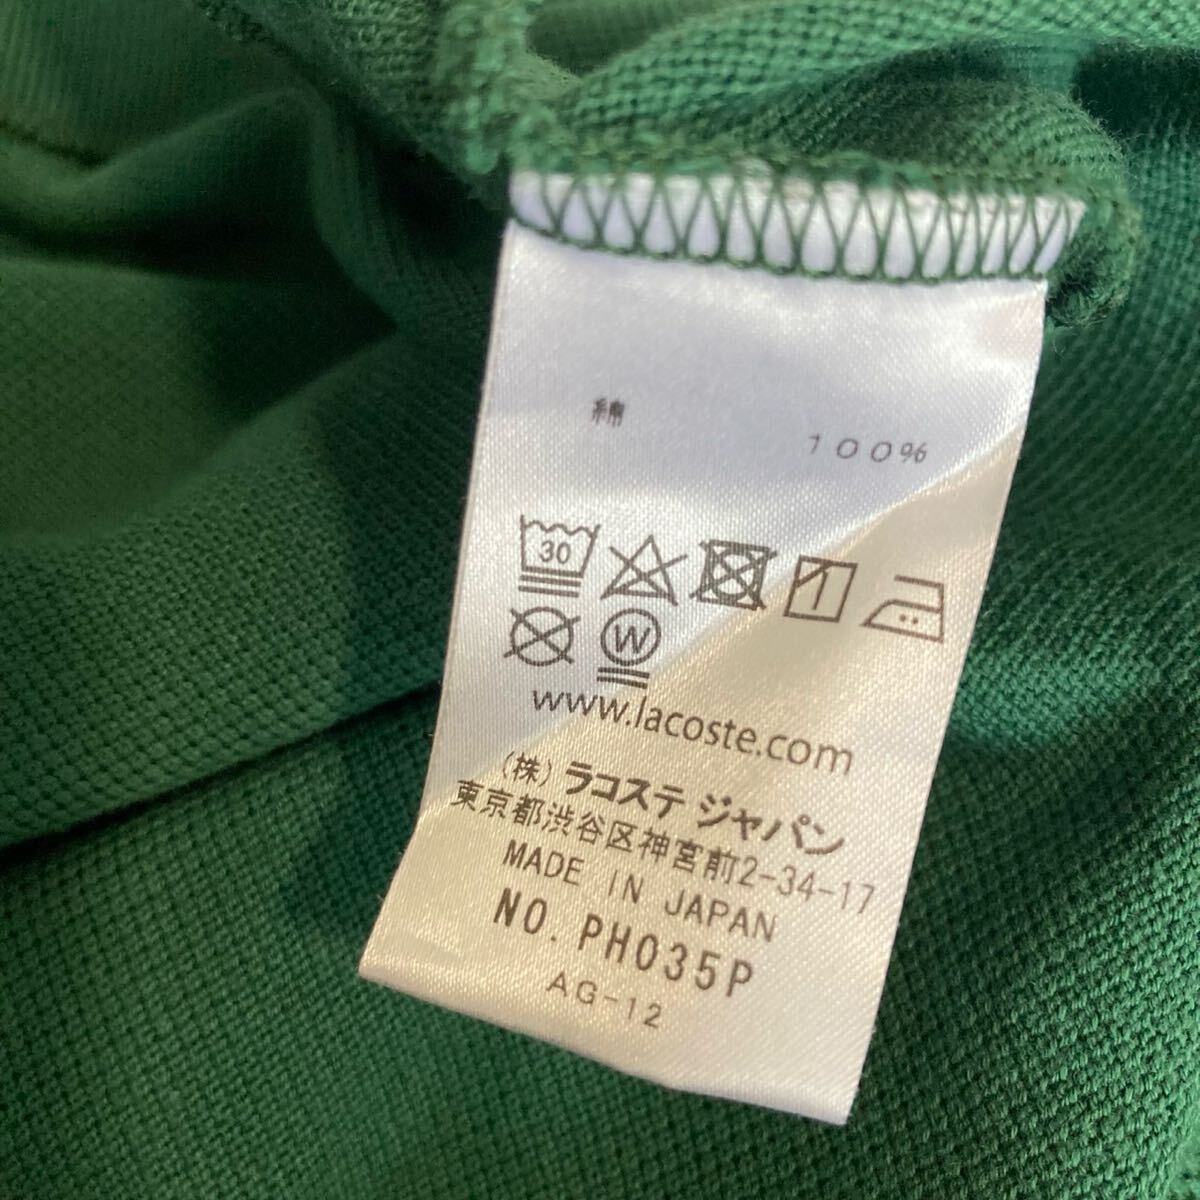 綿 100%
30
W
www.lacoste.com
(株) ラコステ ジャパン
東京都渋谷区神宮前2-34-17
MADE IN JAPAN
NO. PH035P
AG-12